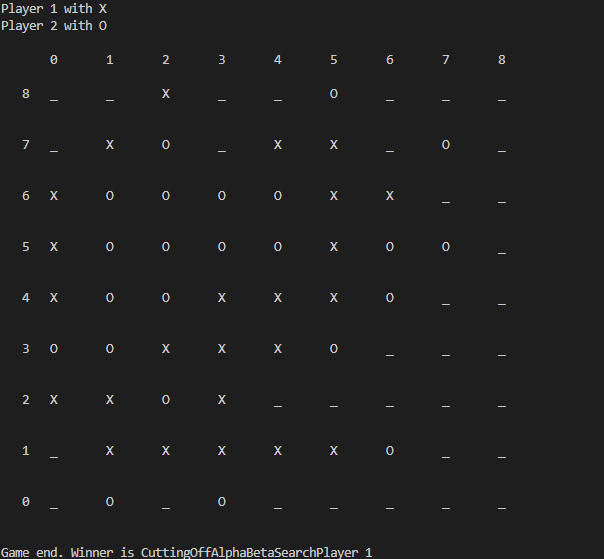 Player 1 with X
Player 2 with O
0 1 2 3 4 5 6 7 8
8 _ _ X _ _ O _ _ _
7 _ X O _ X X _ O _
6 X O O O O X X _ _
5 X O O O O X O O _
4 X O O X X X O _ _
3 O O X X X O _ _ _
2 X X O X _ _ _ _ _
1 _ X X X X X O _ _
0 _ O _ O _ _ _ _ _
Game end. Winner is CuttingOffAlphaBetaSearchPlayer 1